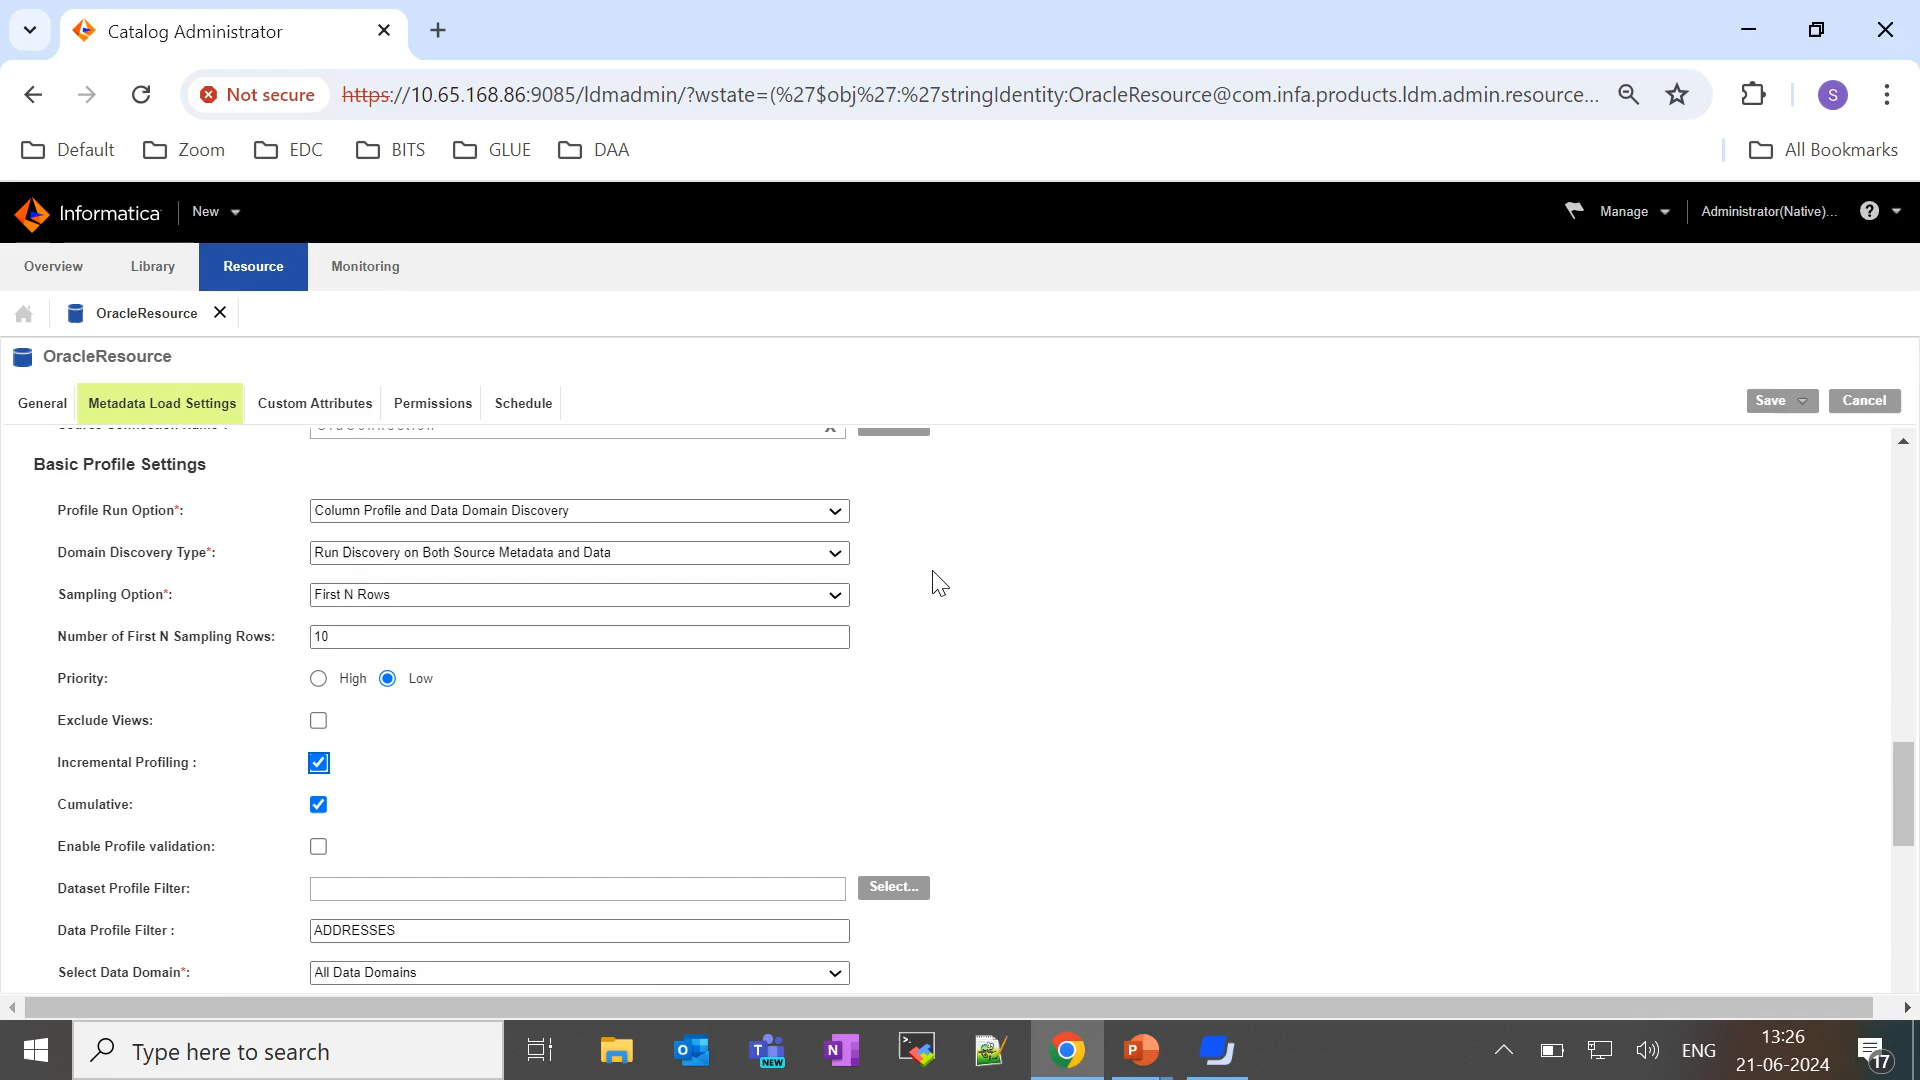 Catalog Administrator
Not secure https://10.65.168.86:9085/ldmadmin/?wstate=(%27$obj%27:%27stringIdentity:OracleResource@com.infa.products.ldm.admin.resource... S
Default Zoom EDC BITS GLUE DAA All Bookmarks
Informatica New Manage Administrator(Native)... ?
Overview Library Resource Monitoring
OracleResource
OracleResource
General Metadata Load Settings Custom Attributes Permissions Schedule Save Cancel
Basic Profile Settings
Profile Run Option*: Column Profile and Data Domain Discovery
Domain Discovery Type*: Run Discovery on Both Source Metadata and Data
Sampling Option*: First N Rows
Number of First N Sampling Rows: 10
Priority: High Low
Exclude Views:
Incremental Profiling :
Cumulative:
Enable Profile validation:
Dataset Profile Filter: Select...
Data Profile Filter : ADDRESSES
Select Data Domain*: All Data Domains
Type here to search NEW ENG 13:26
21-06-2024 17